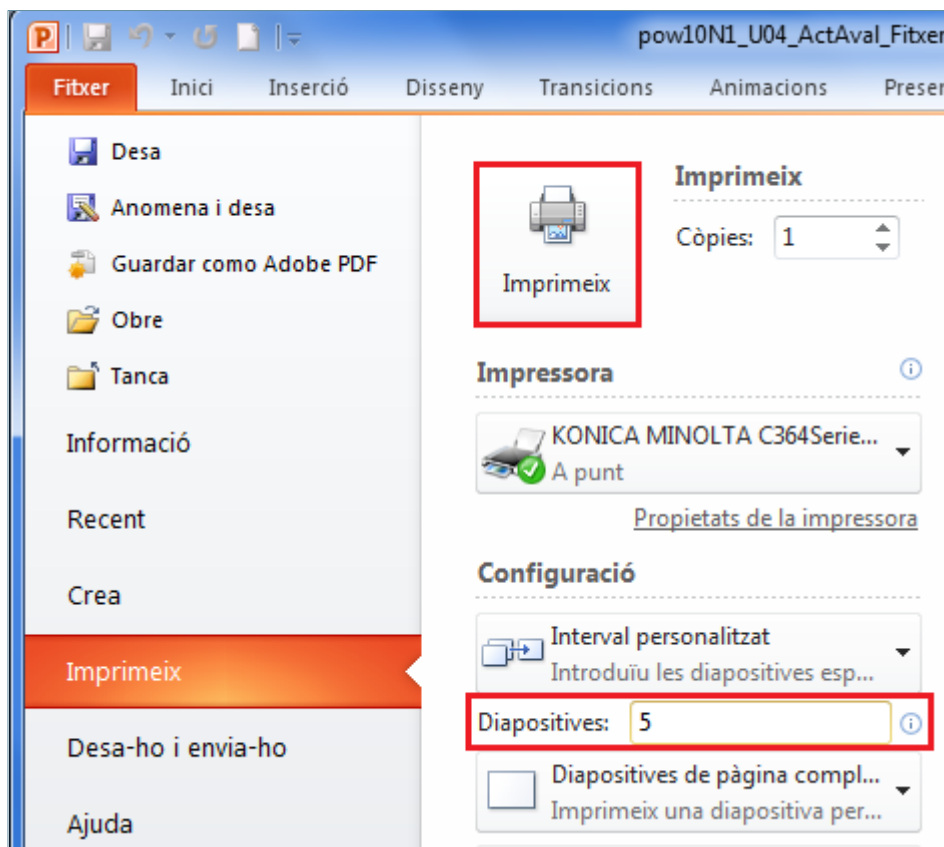 pow10N1_U04_ActAval_Fitxer
Fitxer Inici Inserció Disseny Transicions Animacions Preser
Desa
Anomena i desa
Guardar como Adobe PDF
Obre
Tanca
Informació
Recent
Crea
Imprimeix
Desa-ho i envia-ho
Ajuda
Imprimeix
Imprimeix
Còpies: 1
Impressora
KONICA MINOLTA C364Serie...
A punt
Propietats de la impressora
Configuració
Interval personalitzat
Introduïu les diapositives esp...
Diapositives: 5
Diapositives de pàgina compl...
Imprimeix una diapositiva per...